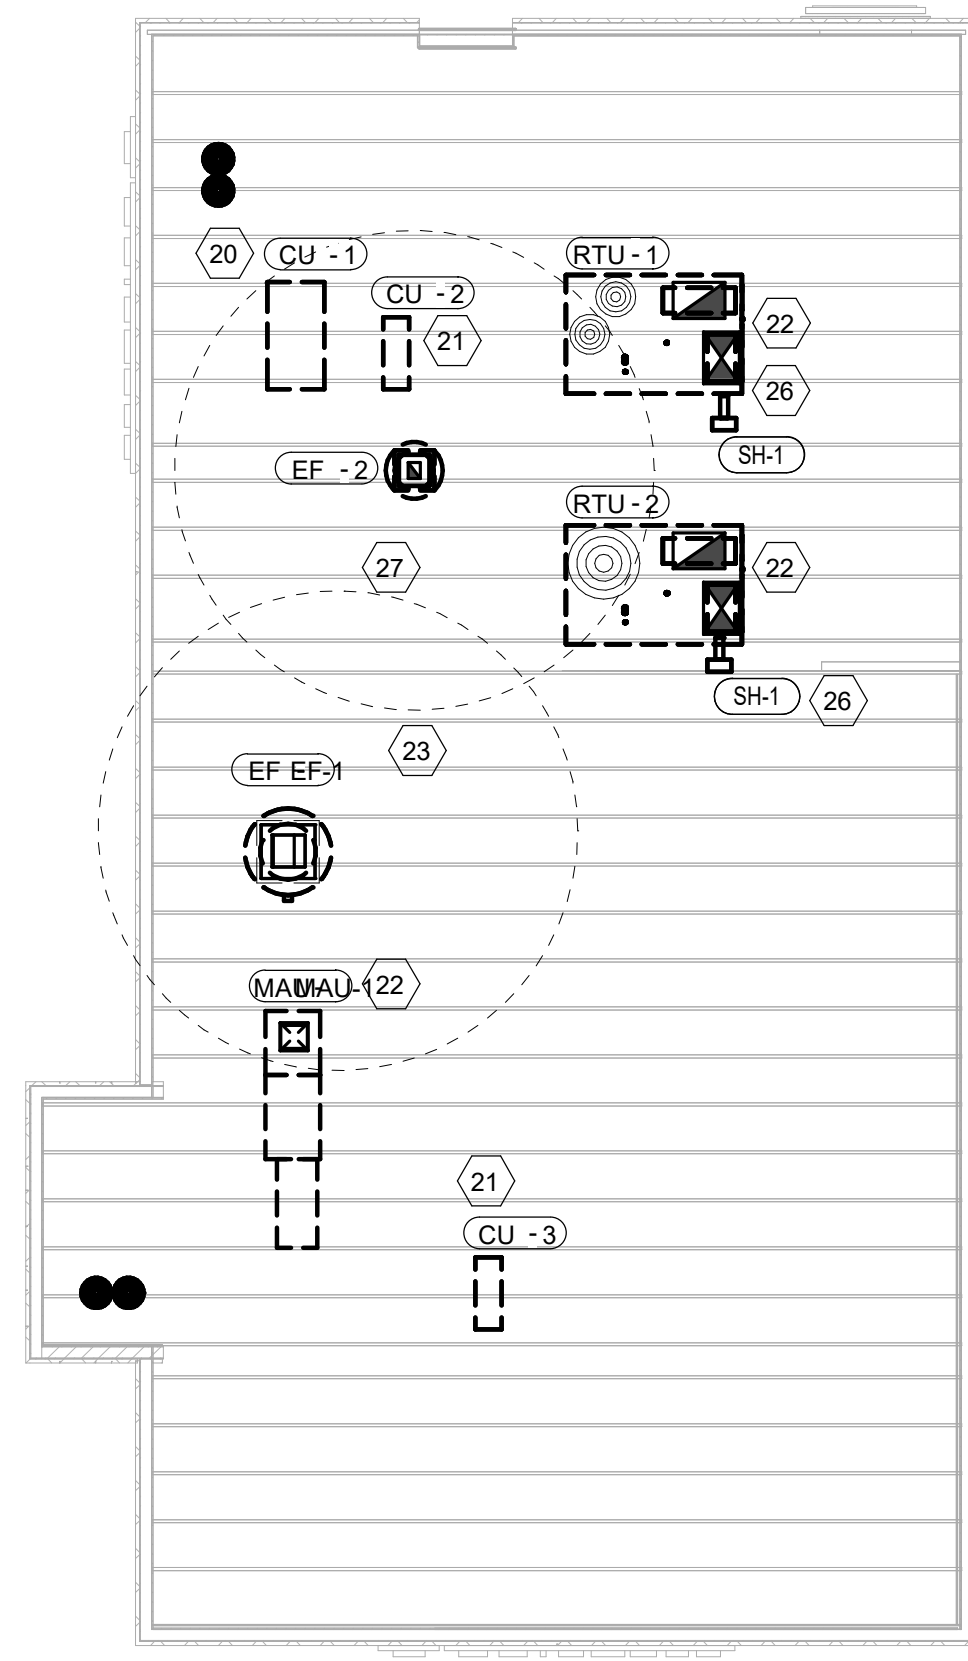 20
CU - 1
RTU - 1
CU - 2
21
22
26
SH-1
EF - 2
RTU - 2
27
22
SH-1
26
23
EF EF-1
MAU- MAU-1
22
21
CU - 3